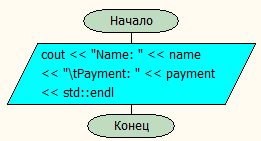 Начало
cout << "Name: " << name
<< "\tPayment: " << payment
<< std::endl
Конец